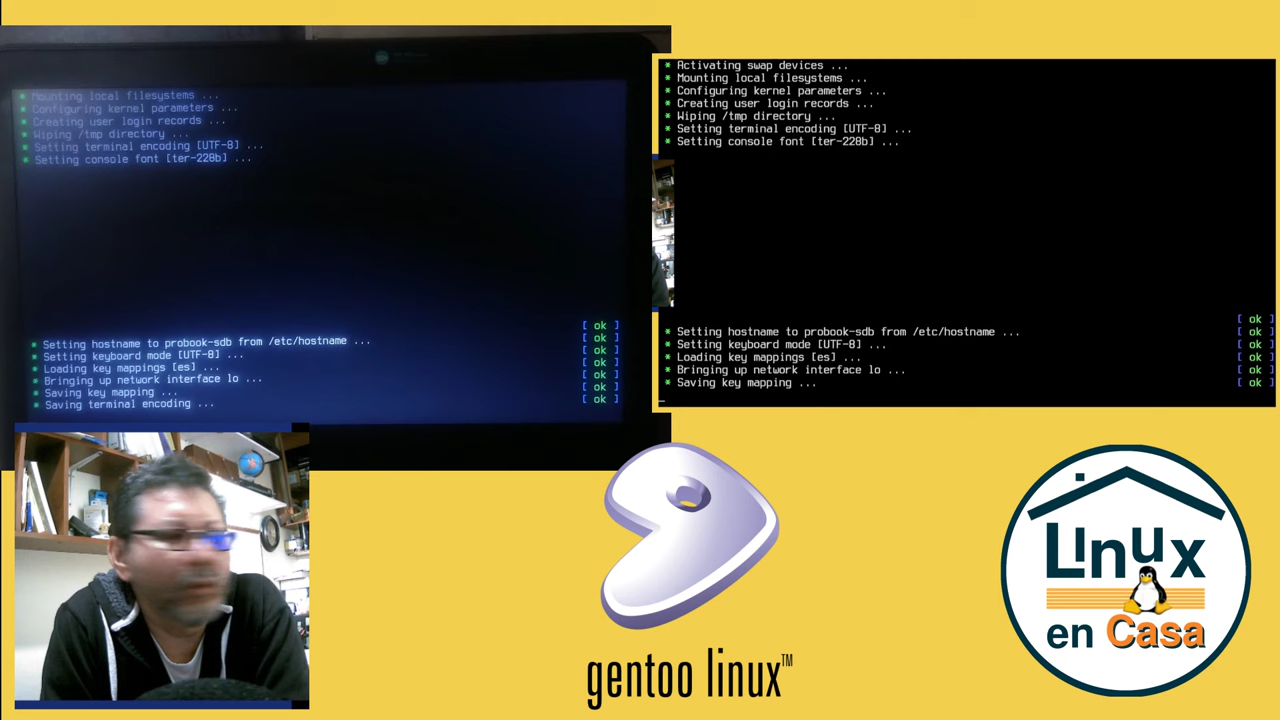 * Mounting local filesystems ...
* Configuring kernel parameters ...
* Creating user login records ...
* Wiping /tmp directory ...
* Setting terminal encoding [UTF-8] ...
* Setting console font [ter-228b] ...
[ ok ]
* Setting hostname to probook-sdb from /etc/hostname ... [ ok ]
* Setting keyboard mode [UTF-8] ... [ ok ]
* Loading key mappings [es] ... [ ok ]
* Bringing up network interface lo ... [ ok ]
* Saving key mapping ... [ ok ]
* Saving terminal encoding ... [ ok ]
* Activating swap devices ...
* Mounting local filesystems ...
* Configuring kernel parameters ...
* Creating user login records ...
* Wiping /tmp directory ...
* Setting terminal encoding [UTF-8] ...
* Setting console font [ter-228b] ...
[ ok ]
* Setting hostname to probook-sdb from /etc/hostname ... [ ok ]
* Setting keyboard mode [UTF-8] ... [ ok ]
* Loading key mappings [es] ... [ ok ]
* Bringing up network interface lo ... [ ok ]
* Saving key mapping ... [ ok ]
gentoo linux™
Linux
en Casa